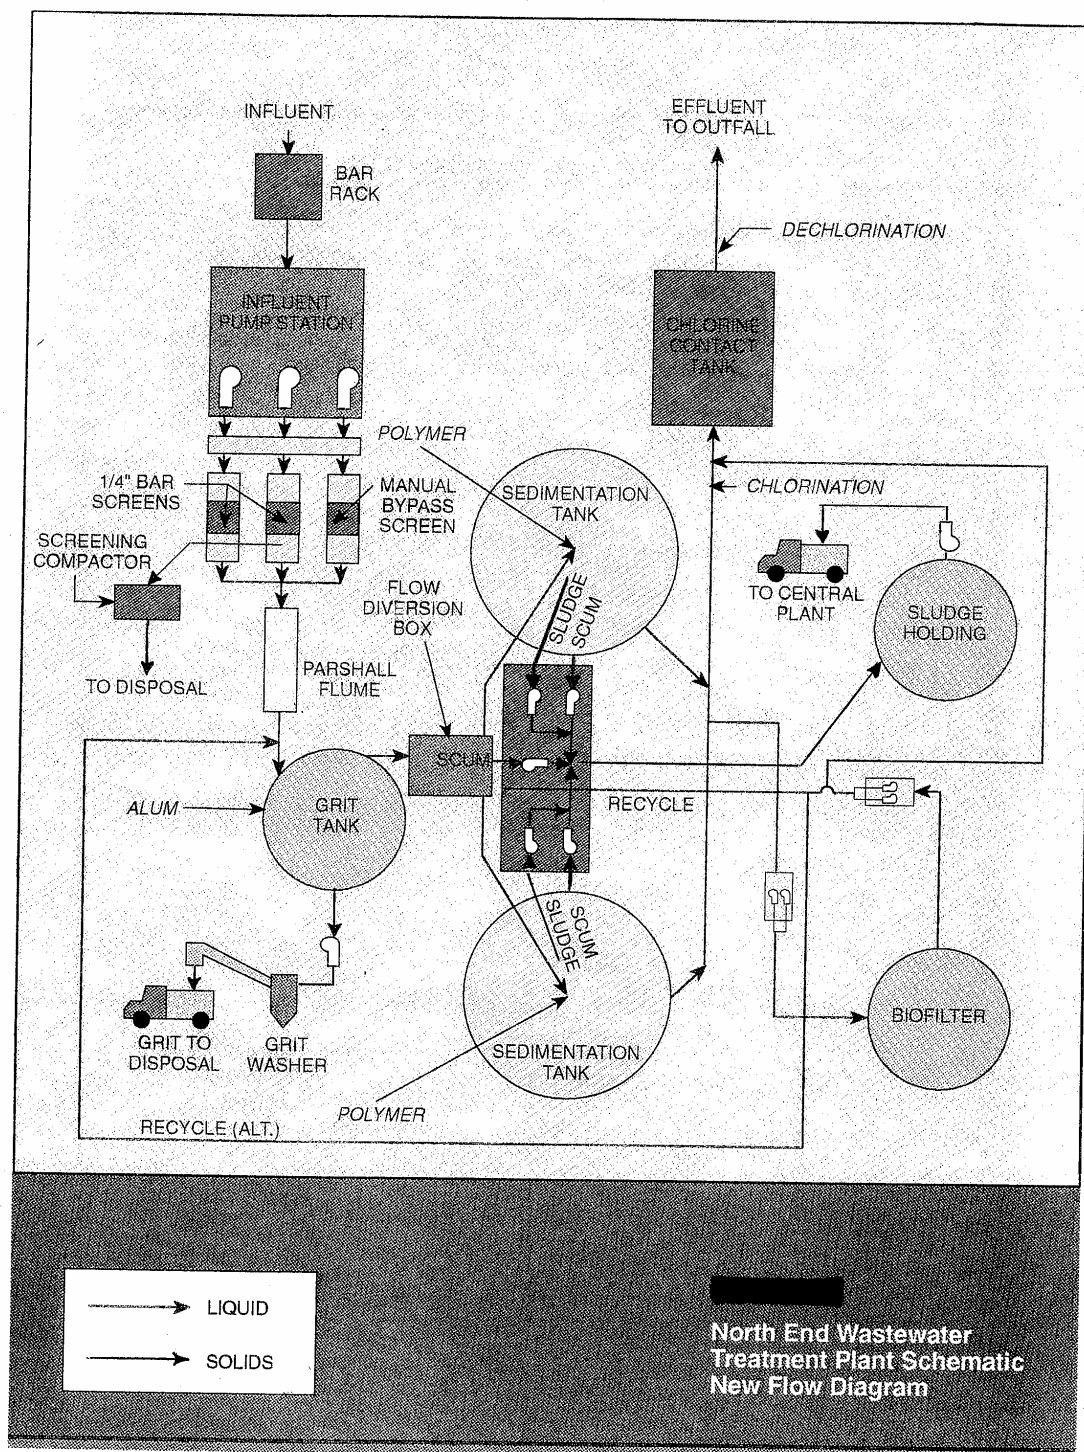 INFLUENT
BAR
RACK
INFLUENT
PUMP STATION
EFFLUENT
TO OUTFALL
DECHLORINATION
CHLORINE
CONTACT
TANK
POLYMER
1/4" BAR
SCREENS
MANUAL
BYPASS
SCREEN
SEDIMENTATION
TANK
CHLORINATION
SCREENING
COMPACTOR
FLOW
DIVERSION
BOX
SLUDGE
SCUM
TO CENTRAL
PLANT
SLUDGE
HOLDING
TO DISPOSAL
PARSHALL
FLUME
SCUM
ALUM
GRIT
TANK
RECYCLE
SCUM
SLUDGE
BIOFILTER
GRIT TO
DISPOSAL
GRIT
WASHER
SEDIMENTATION
TANK
POLYMER
RECYCLE (ALT.)
LIQUID
SOLIDS
North End Wastewater
Treatment Plant Schematic
New Flow Diagram